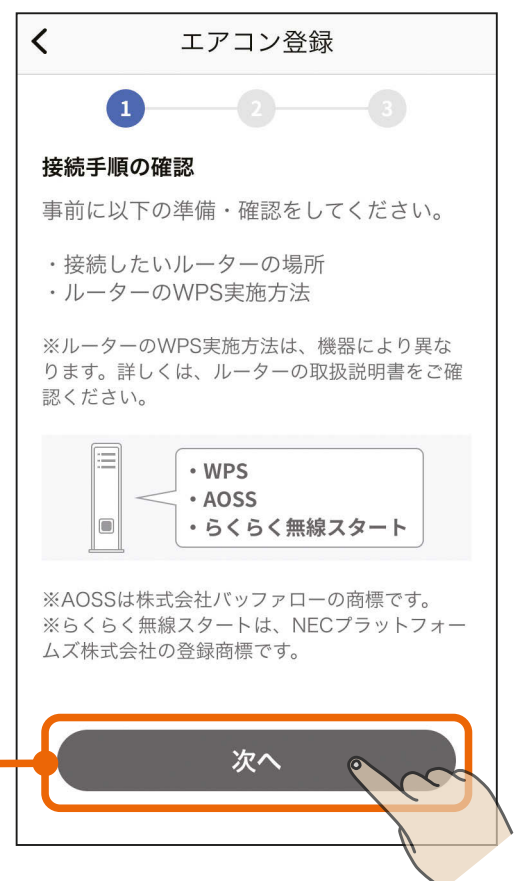 エアコン登録
1 2 3
接続手順の確認
事前に以下の準備・確認をしてください。
・接続したいルーターの場所
・ルーターのWPS実施方法
※ルーターのWPS実施方法は、機器により異な
ります。詳しくは、ルーターの取扱説明書をご確
認ください。
・WPS
・AOSS
・らくらく無線スタート
※AOSSは株式会社バッファローの商標です。
※らくらく無線スタートは、NECプラットフォー
ムズ株式会社の登録商標です。
次へ